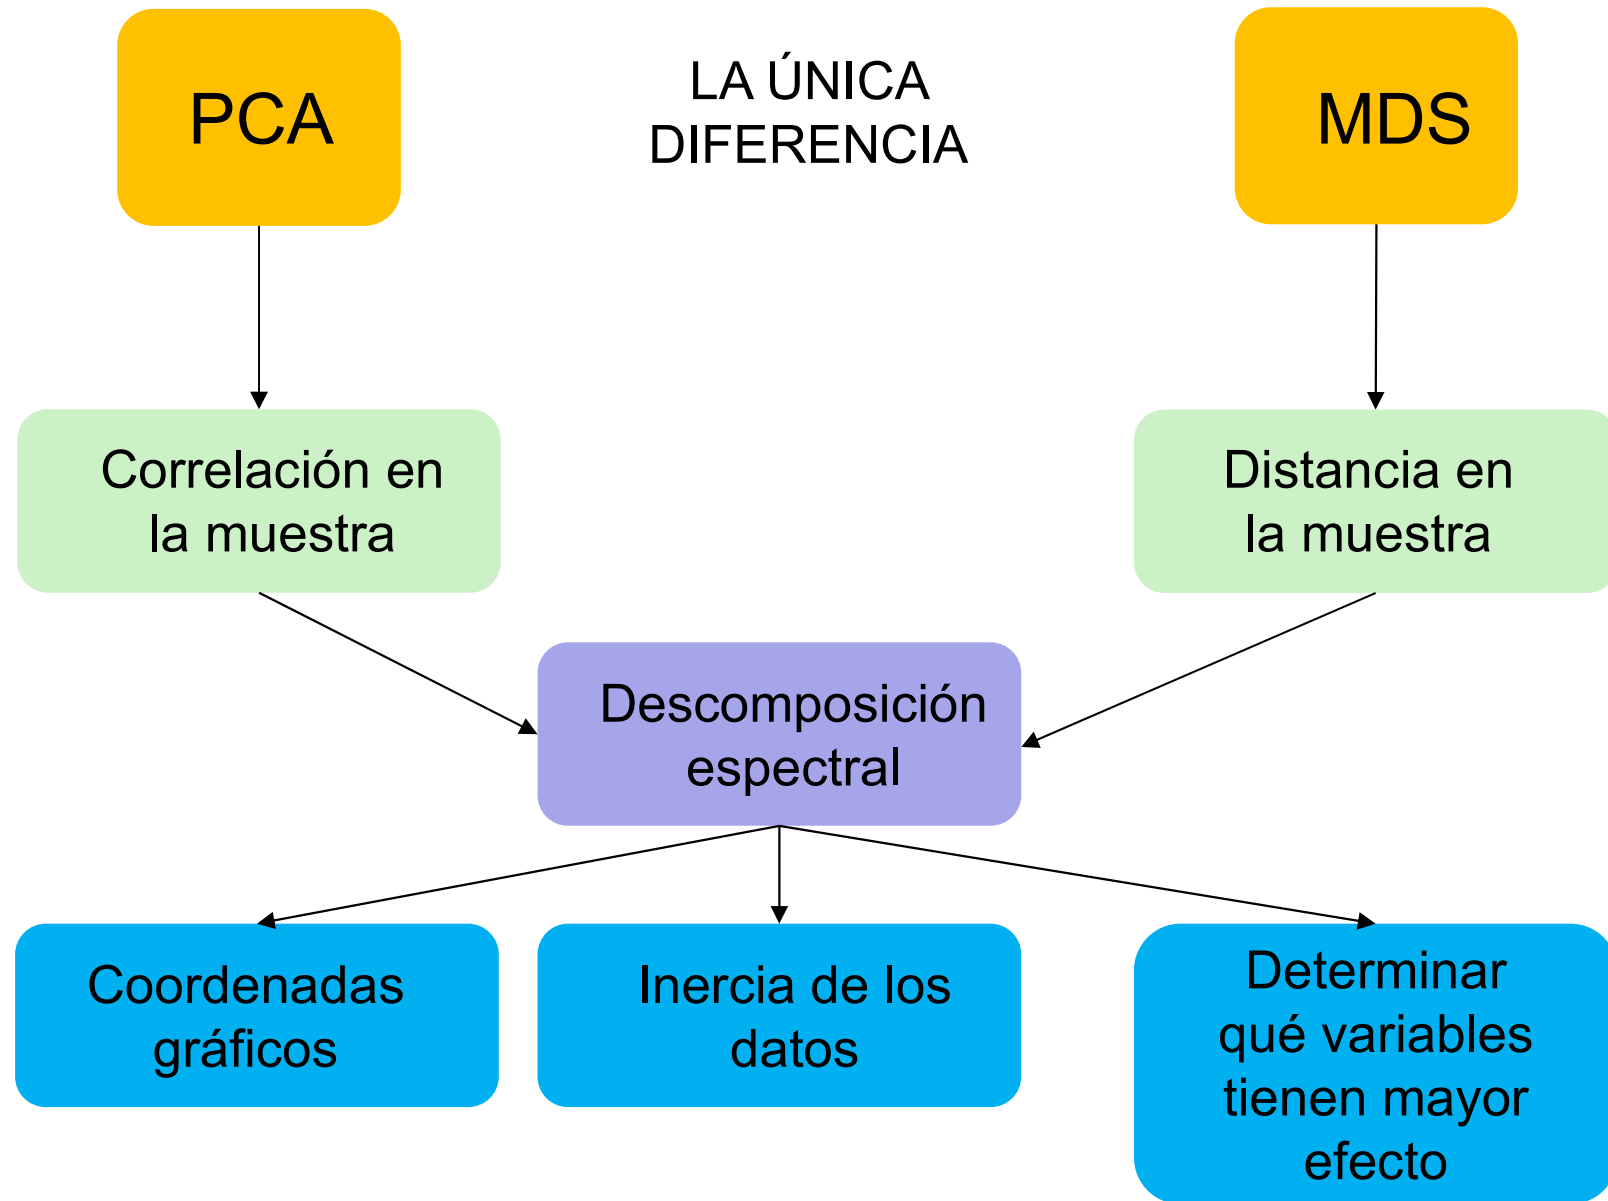 PCA
LA ÚNICA
DIFERENCIA
MDS
Correlación en
la muestra
Distancia en
la muestra
Descomposición
espectral
Coordenadas
gráficos
Inercia de los
datos
Determinar
qué variables
tienen mayor
efecto